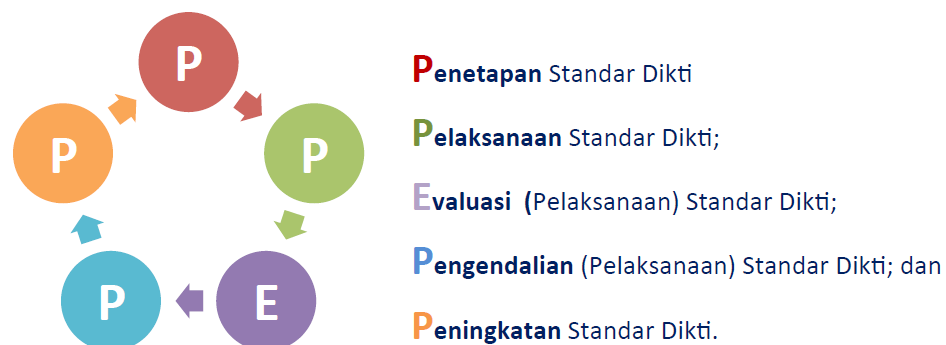 P
P
E
P
P
Penetapan Standar Dikti
Pelaksanaan Standar Dikti;
Evaluasi (Pelaksanaan) Standar Dikti;
Pengendalian (Pelaksanaan) Standar Dikti; dan
Peningkatan Standar Dikti.